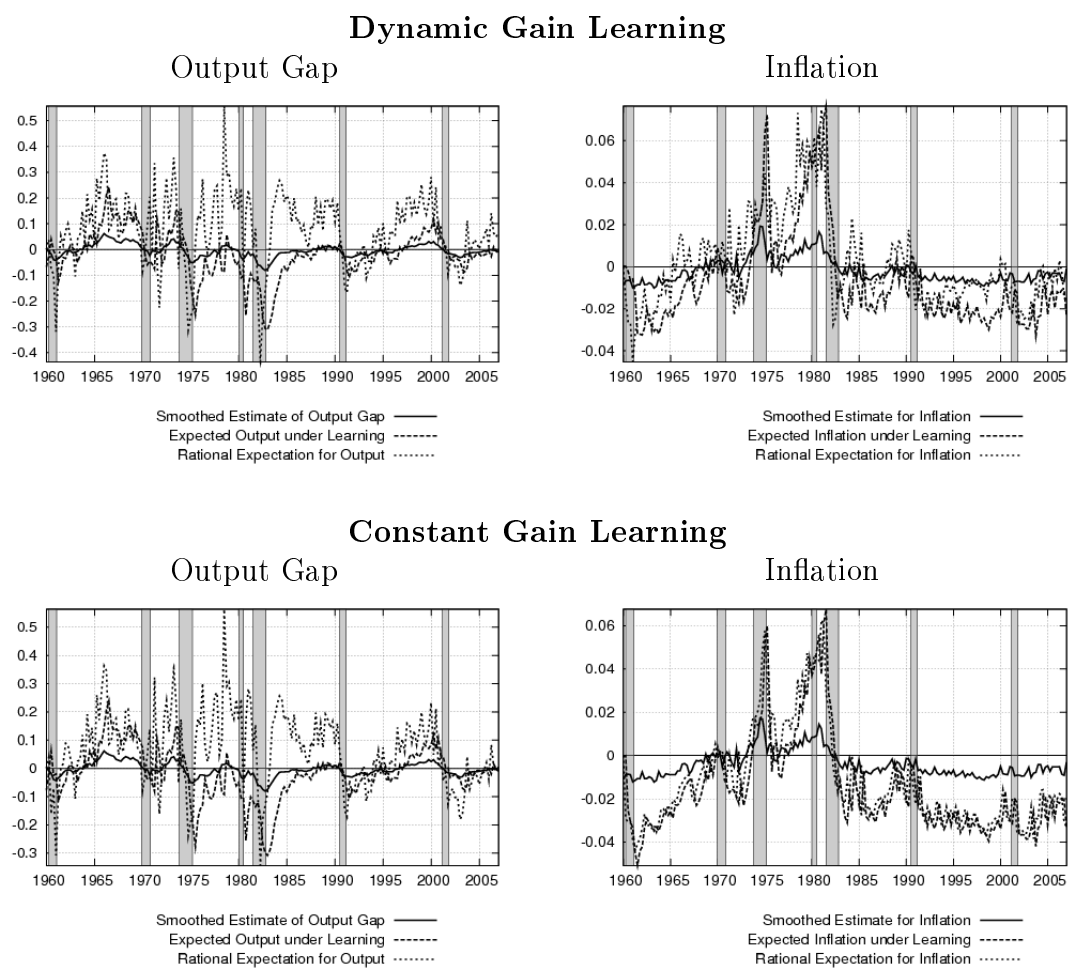 Dynamic Gain Learning
Output Gap
0.5
0.4
0.3
0.2
0.1
0
-0.1
-0.2
-0.3
-0.4
1960 1965 1970 1975 1980 1985 1990 1995 2000 2005
Smoothed Estimate of Output Gap
Expected Output under Learning
Rational Expectation for Output
Inflation
0.06
0.04
0.02
0
-0.02
-0.04
1960 1965 1970 1975 1980 1985 1990 1995 2000 2005
Smoothed Estimate for Inflation
Expected Inflation under Learning
Rational Expectation for Inflation
Constant Gain Learning
Output Gap
0.5
0.4
0.3
0.2
0.1
0
-0.1
-0.2
-0.3
1960 1965 1970 1975 1980 1985 1990 1995 2000 2005
Smoothed Estimate of Output Gap
Expected Output under Learning
Rational Expectation for Output
Inflation
0.06
0.04
0.02
0
-0.02
-0.04
1960 1965 1970 1975 1980 1985 1990 1995 2000 2005
Smoothed Estimate for Inflation
Expected Inflation under Learning
Rational Expectation for Inflation